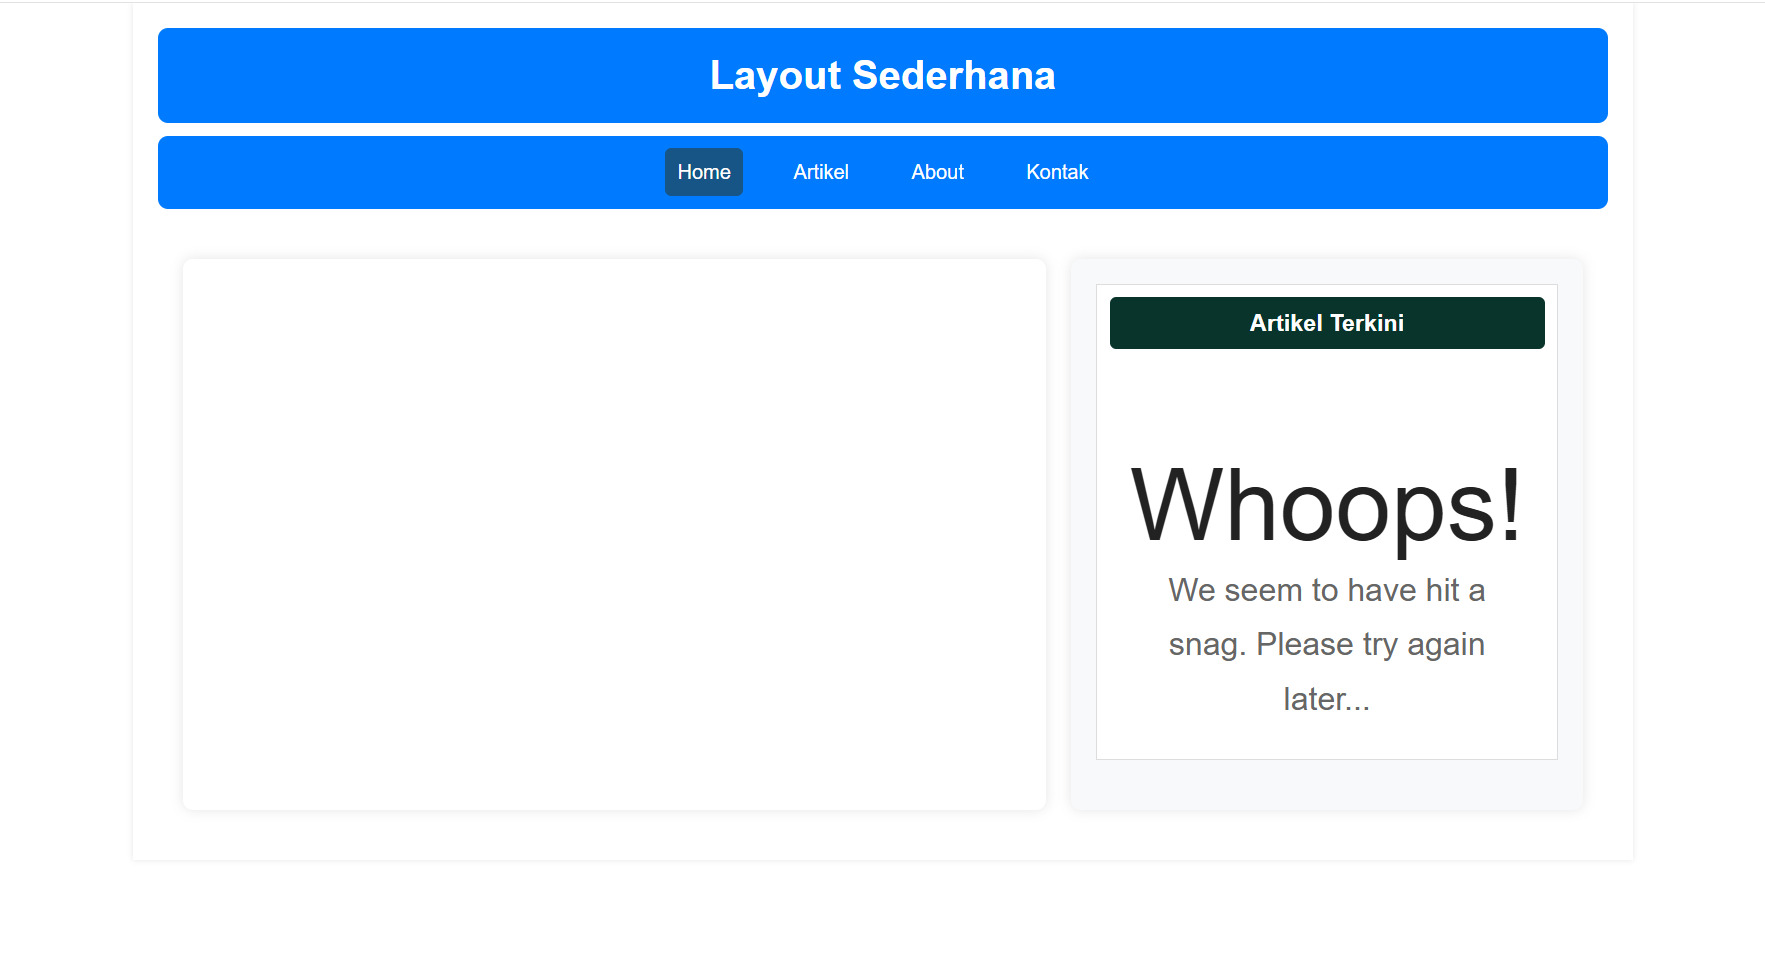 Layout Sederhana
Home Artikel About Kontak
Artikel Terkini
Whoops!
We seem to have hit a
snag. Please try again
later...